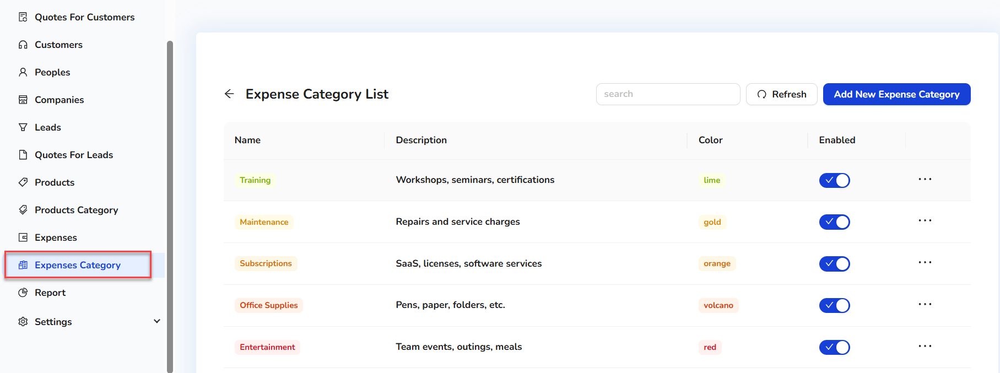 Quotes For Customers
Customers
Peoples
Companies
Leads
Quotes For Leads
Products
Products Category
Expenses
Expenses Category
Report
Settings
Expense Category List
search
Refresh
Add New Expense Category
Name Description Color Enabled
Training Workshops, seminars, certifications lime
Maintenance Repairs and service charges gold
Subscriptions SaaS, licenses, software services orange
Office Supplies Pens, paper, folders, etc. volcano
Entertainment Team events, outings, meals red